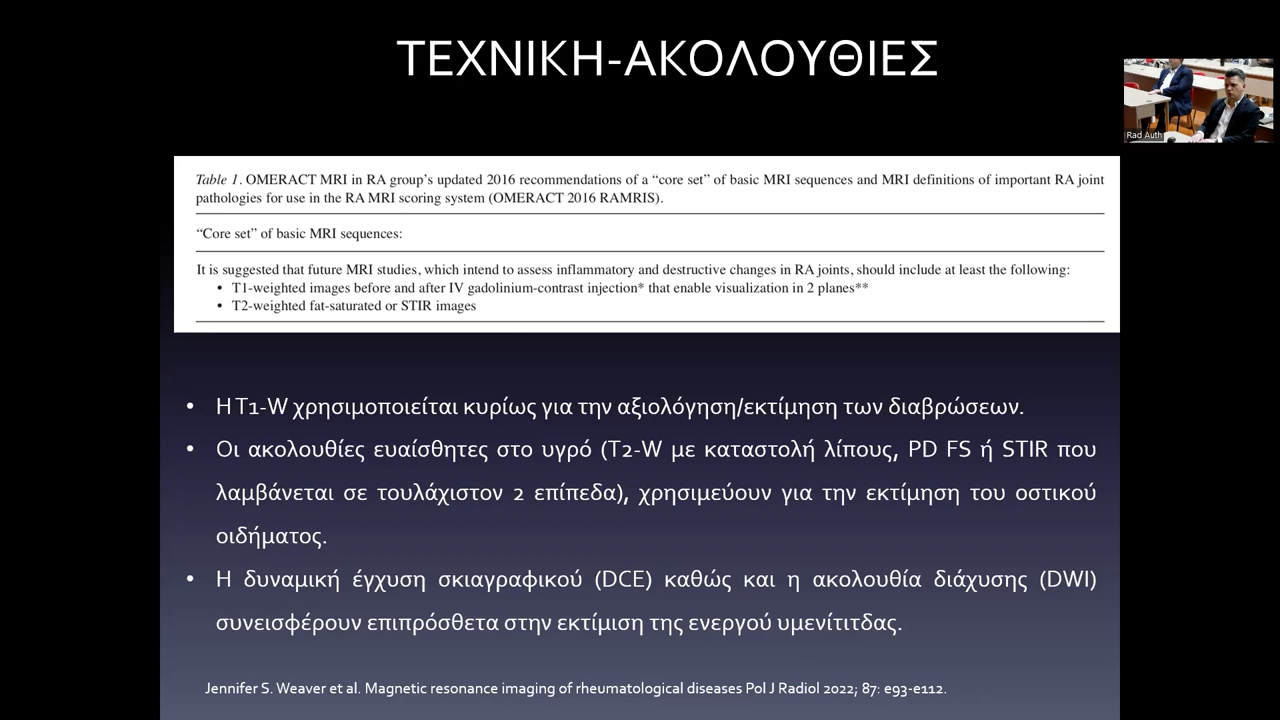 ΤΕΧΝΙΚΗ-ΑΚΟΛΟΥΘΙΕΣ
Rad Auth
Table 1. OMERACT MRI in RA group's updated 2016 recommendations of a “core set” of basic MRI sequences and MRI definitions of important RA joint
pathologies for use in the RA MRI scoring system (OMERACT 2016 RAMRIS).
“Core set” of basic MRI sequences:
It is suggested that future MRI studies, which intend to assess inflammatory and destructive changes in RA joints, should include at least the following:
• T1-weighted images before and after IV gadolinium-contrast injection* that enable visualization in 2 planes**
• T2-weighted fat-saturated or STIR images
• Η T1-W χρησιμοποιείται κυρίως για την αξιολόγηση/εκτίμηση των διαβρώσεων.
• Οι ακολουθίες ευαίσθητες στο υγρό (T2-W με καταστολή λίπους, PD FS ή STIR που
λαμβάνεται σε τουλάχιστον 2 επίπεδα), χρησιμεύουν για την εκτίμηση του οστικού
οιδήματος.
• Η δυναμική έγχυση σκιαγραφικού (DCE) καθώς και η ακολουθία διάχυσης (DWI)
συνεισφέρουν επιπρόσθετα στην εκτίμιση της ενεργού υμενίτιτδας.
Jennifer S. Weaver et al. Magnetic resonance imaging of rheumatological diseases Pol J Radiol 2022; 87: e93-e112.